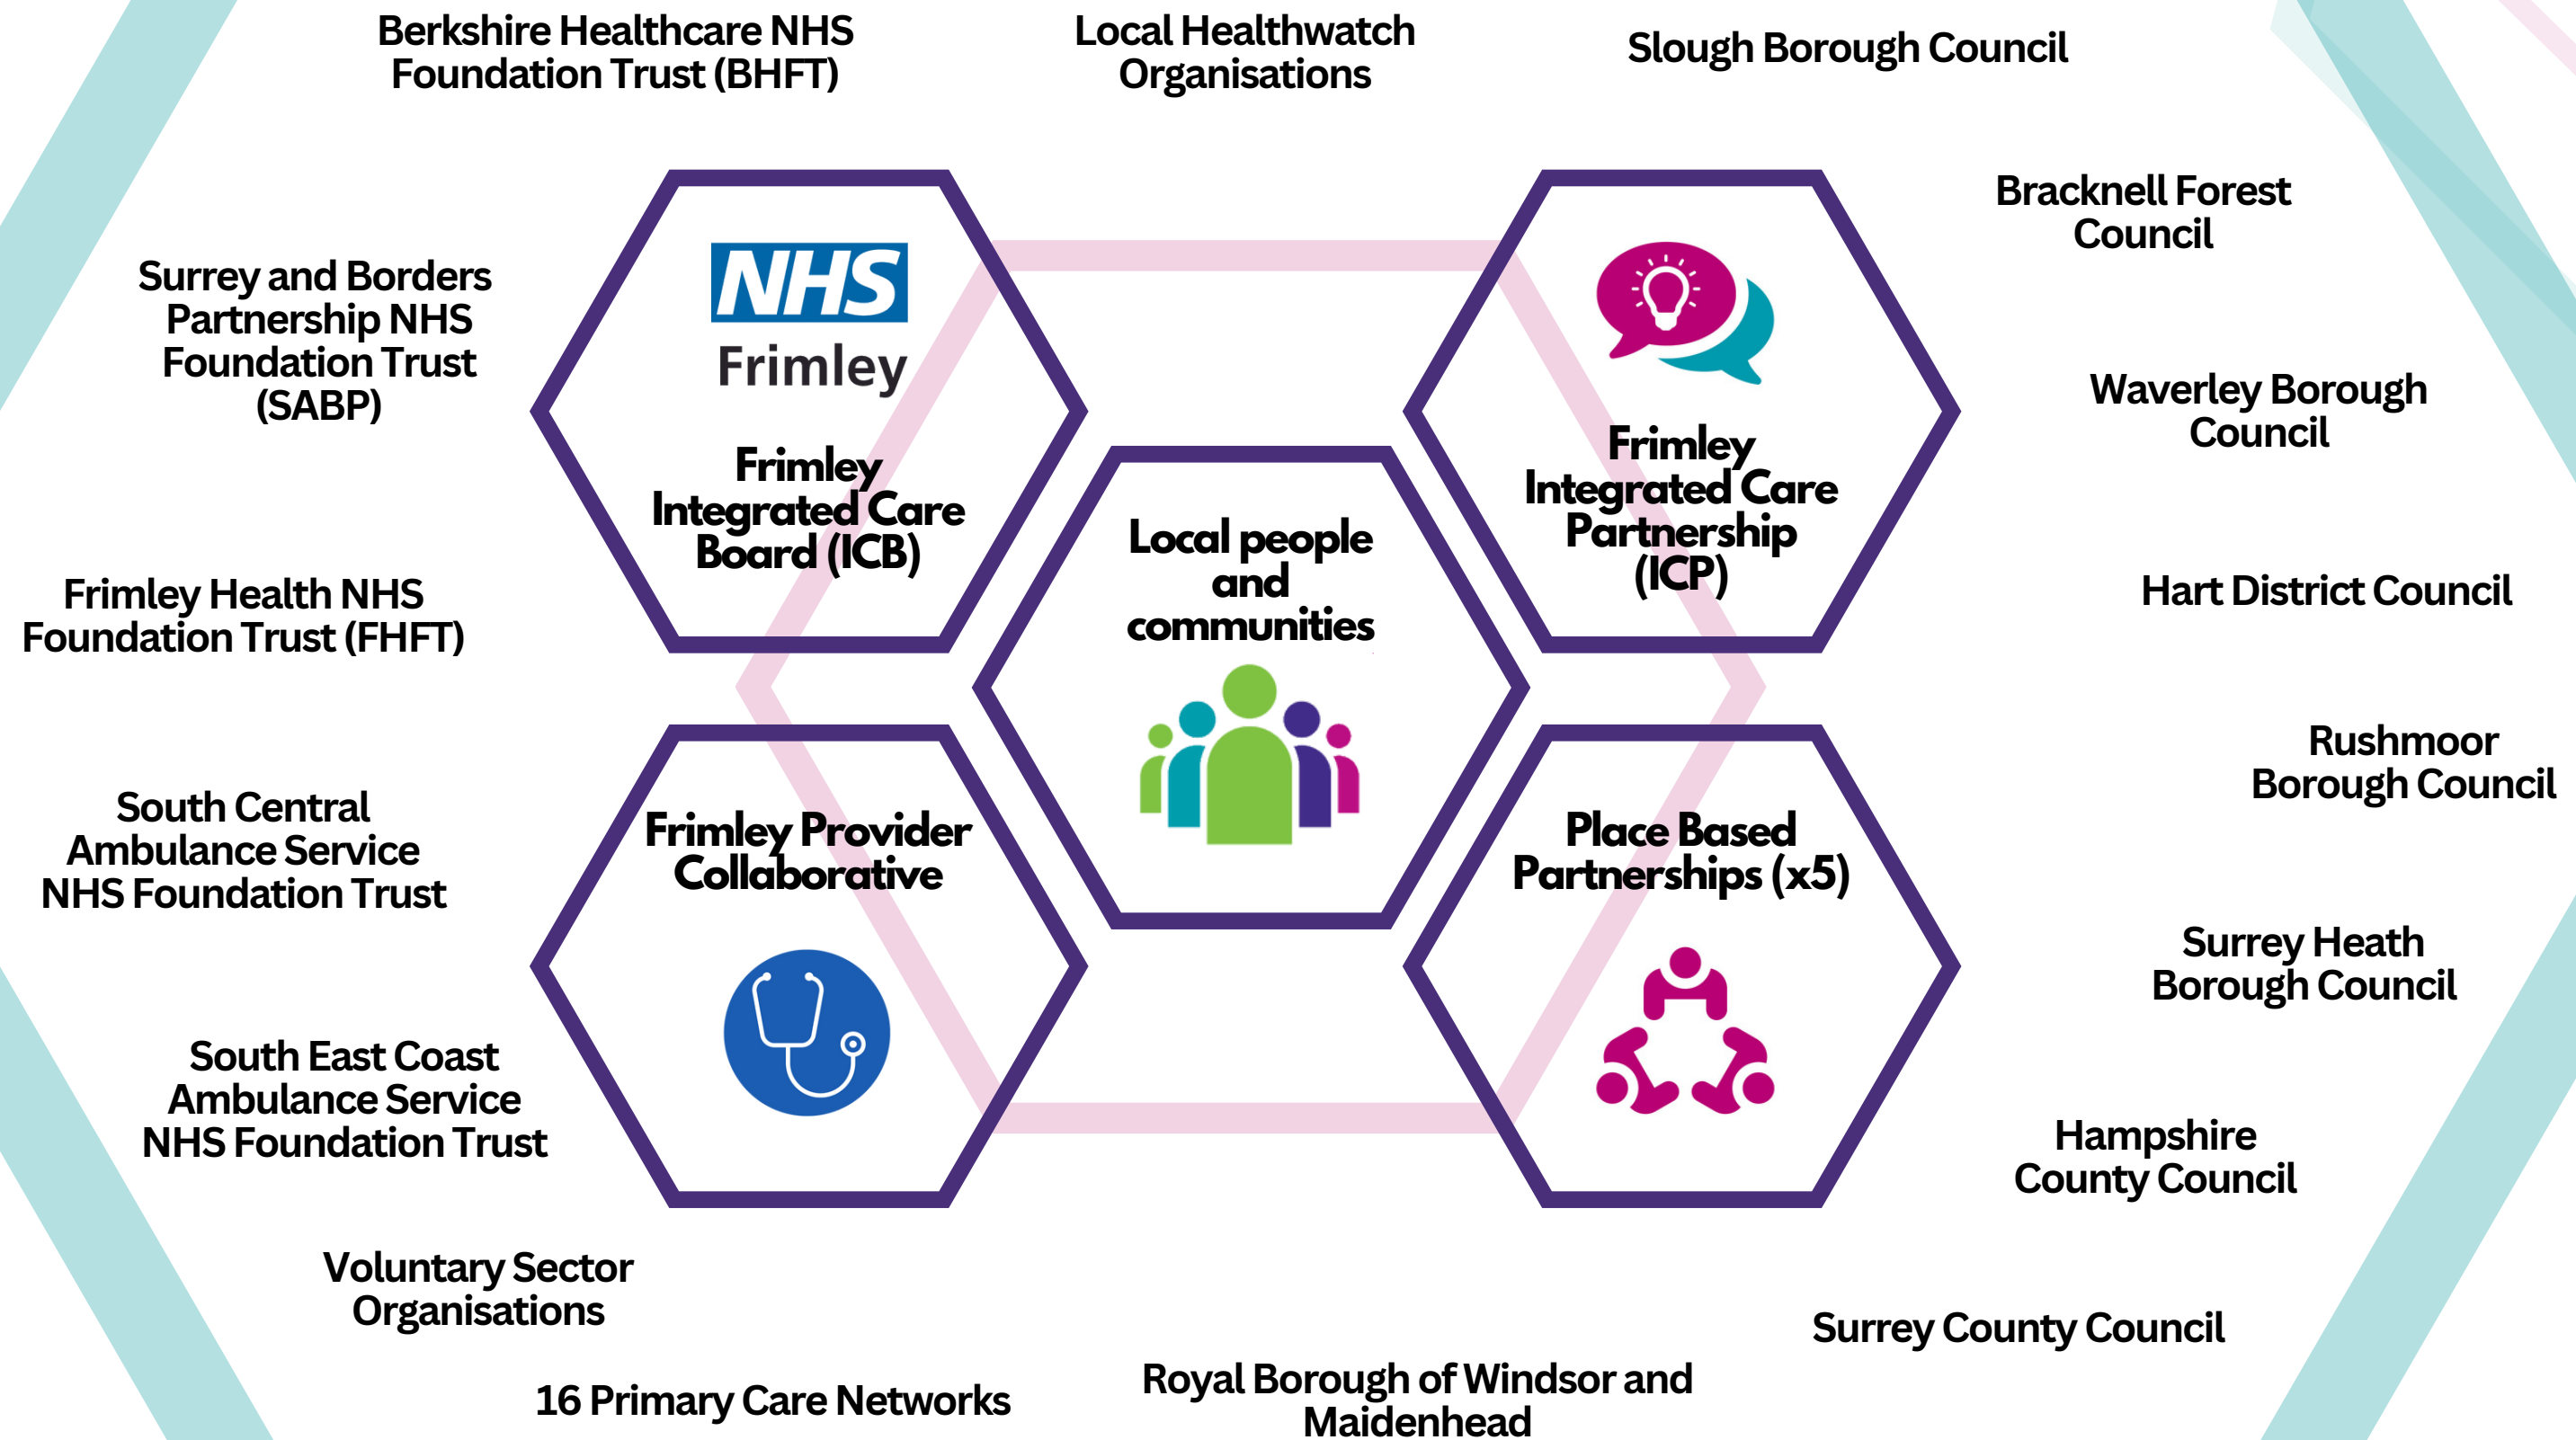 Berkshire Healthcare NHS
Foundation Trust (BHFT)
Local Healthwatch
Organisations
Slough Borough Council
Bracknell Forest
Council
Surrey and Borders
Partnership NHS
Foundation Trust
(SABP)
NHS
Frimley
Frimley
Integrated Care
Board (ICB)
Frimley
Integrated Care
Partnership
(ICP)
Waverley Borough
Council
Local people
and
communities
Frimley Health NHS
Foundation Trust (FHFT)
Hart District Council
Rushmoor
Borough Council
South Central
Ambulance Service
NHS Foundation Trust
Frimley Provider
Collaborative
Place Based
Partnerships (x5)
Surrey Heath
Borough Council
South East Coast
Ambulance Service
NHS Foundation Trust
Hampshire
County Council
Voluntary Sector
Organisations
Surrey County Council
16 Primary Care Networks
Royal Borough of Windsor and
Maidenhead